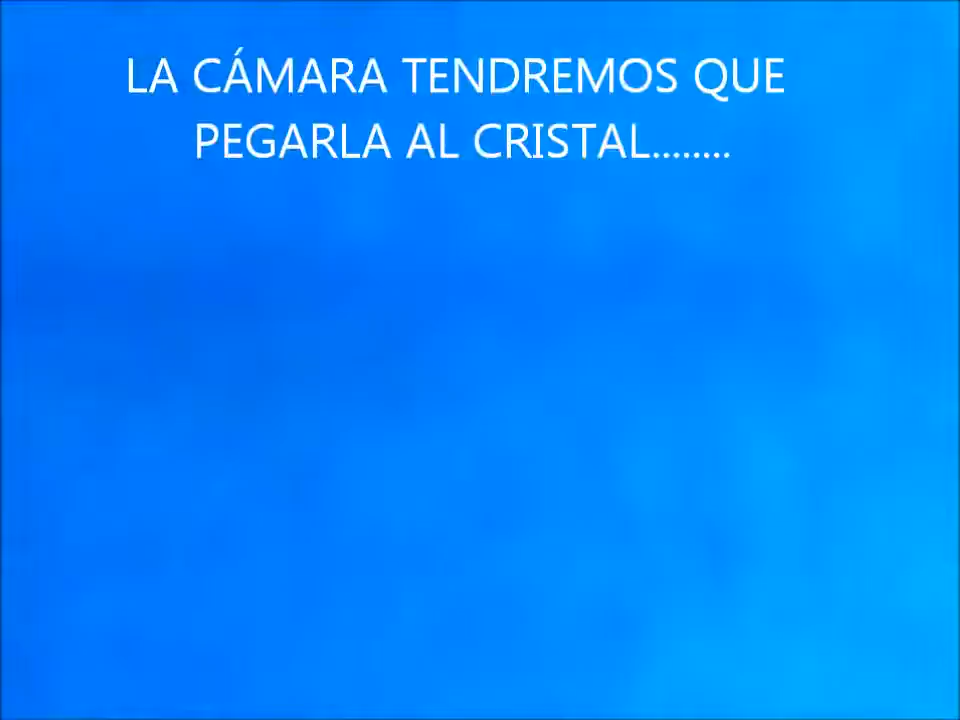 LA CÁMARA TENDREMOS QUE
PEGARLA AL CRISTAL........